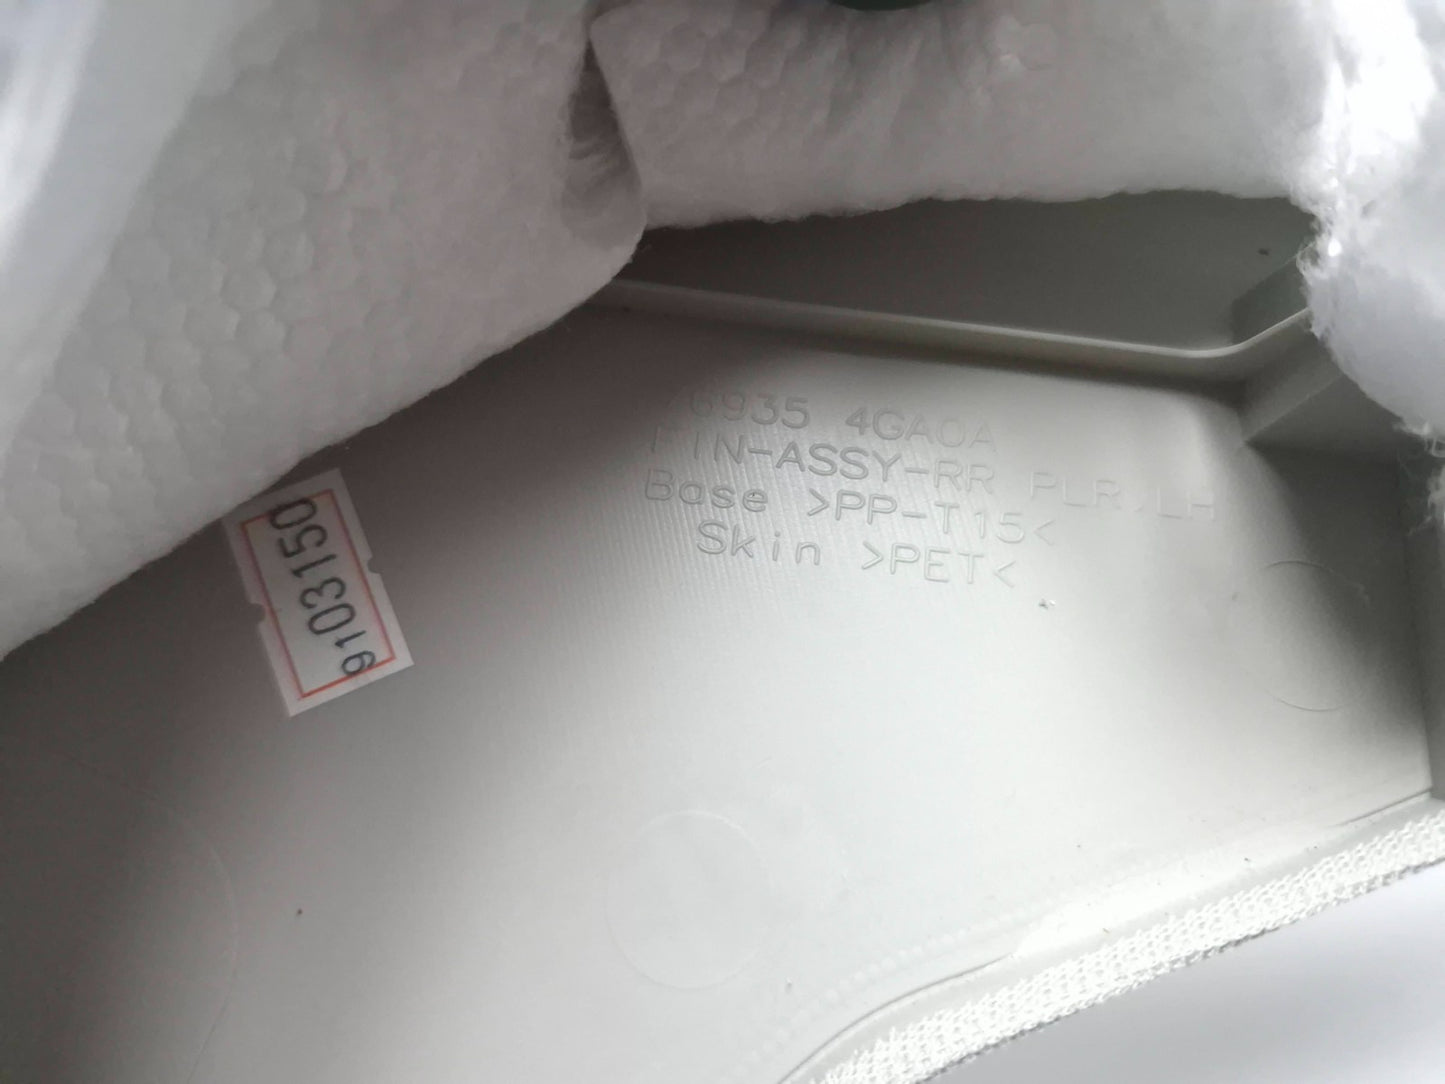 76935 4GA0A
FIN-ASSY-RR PLR,LH
Base >PP-T15<
Skin >PET<
9103150